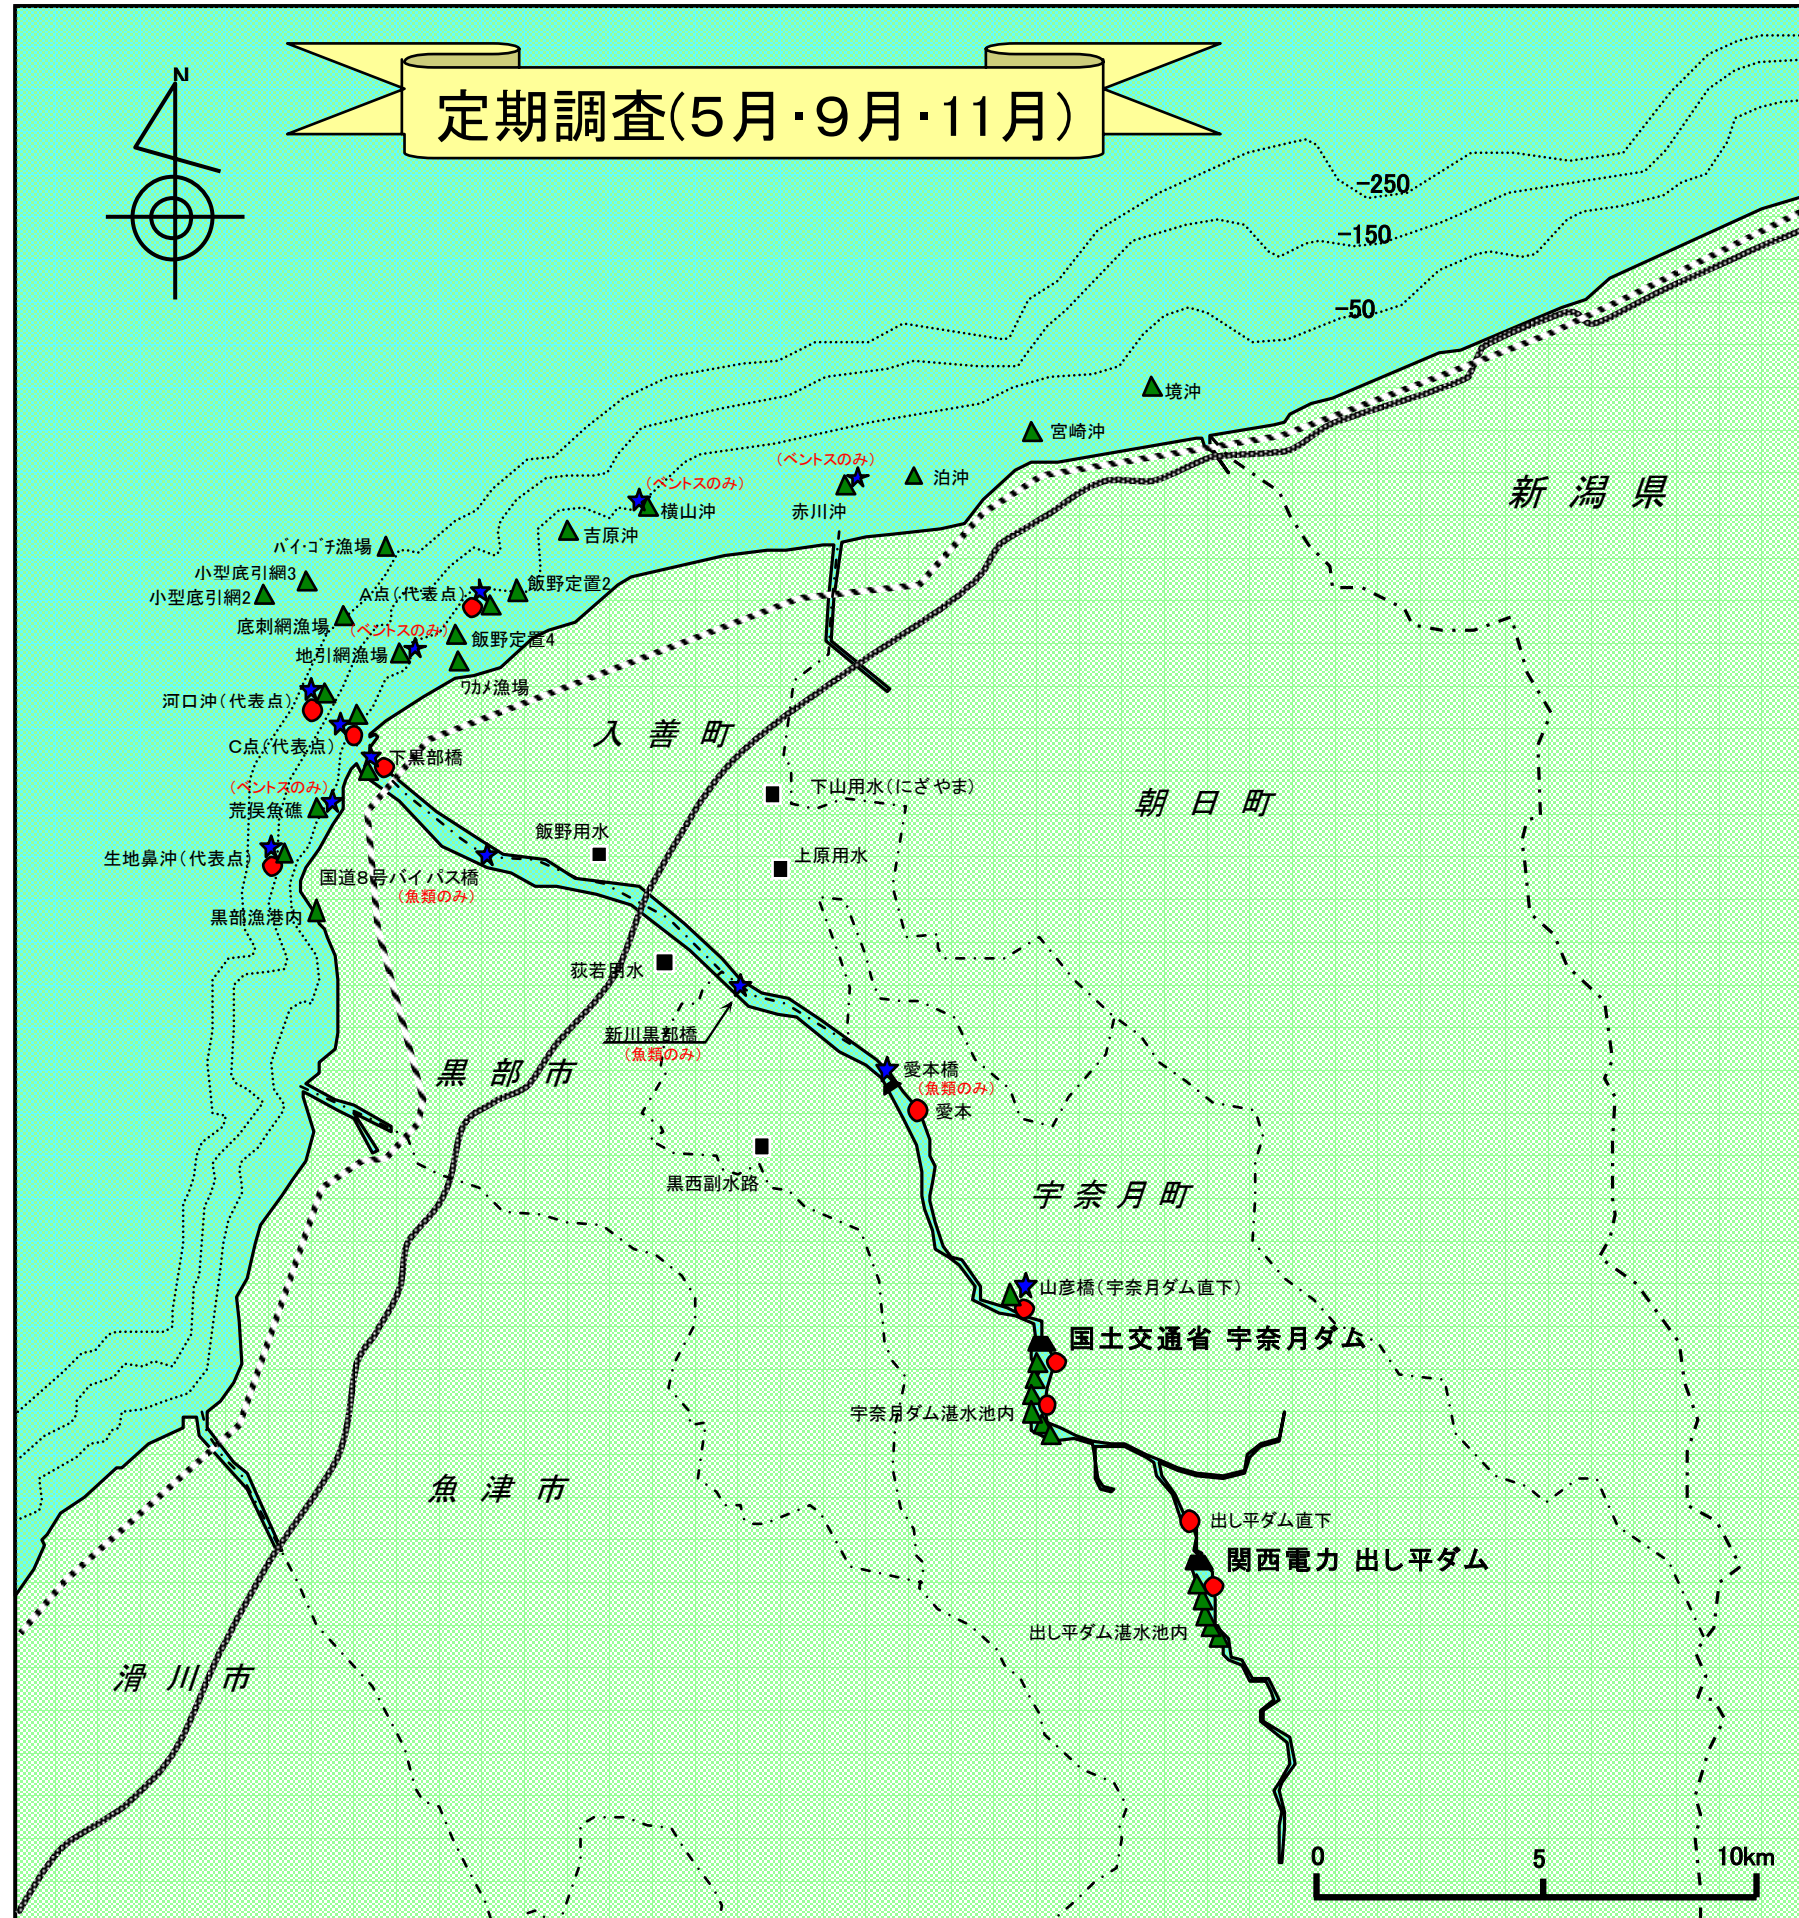 定期調査(5月・9月・11月)
N
-250
-150
-50
境沖
宮崎沖
(ベントスのみ)
泊沖
赤川沖
新潟県
(ベントスのみ)
横山沖
吉原沖
バイ・ゴチ漁場
小型底引網3
小型底引網2
A点(代表点)
飯野定置2
底刺網漁場
(ベントスのみ)
飯野定置4
地引網漁場
ワカメ漁場
河口沖(代表点)
C点(代表点)
下黒部橋
入善町
(ベントスのみ)
荒俣魚礁
下山用水(にざやま)
朝日町
飯野用水
生地鼻沖(代表点)
上原用水
国道8号バイパス橋
(魚類のみ)
黒部漁港内
荻若用水
新川黒部橋
(魚類のみ)
黒部市
愛本橋
(魚類のみ)
愛本
黒西副水路
宇奈月町
山彦橋(宇奈月ダム直下)
国土交通省 宇奈月ダム
宇奈月ダム湛水池内
魚津市
出し平ダム直下
関西電力 出し平ダム
出し平ダム湛水池内
滑川市
0
5
10km